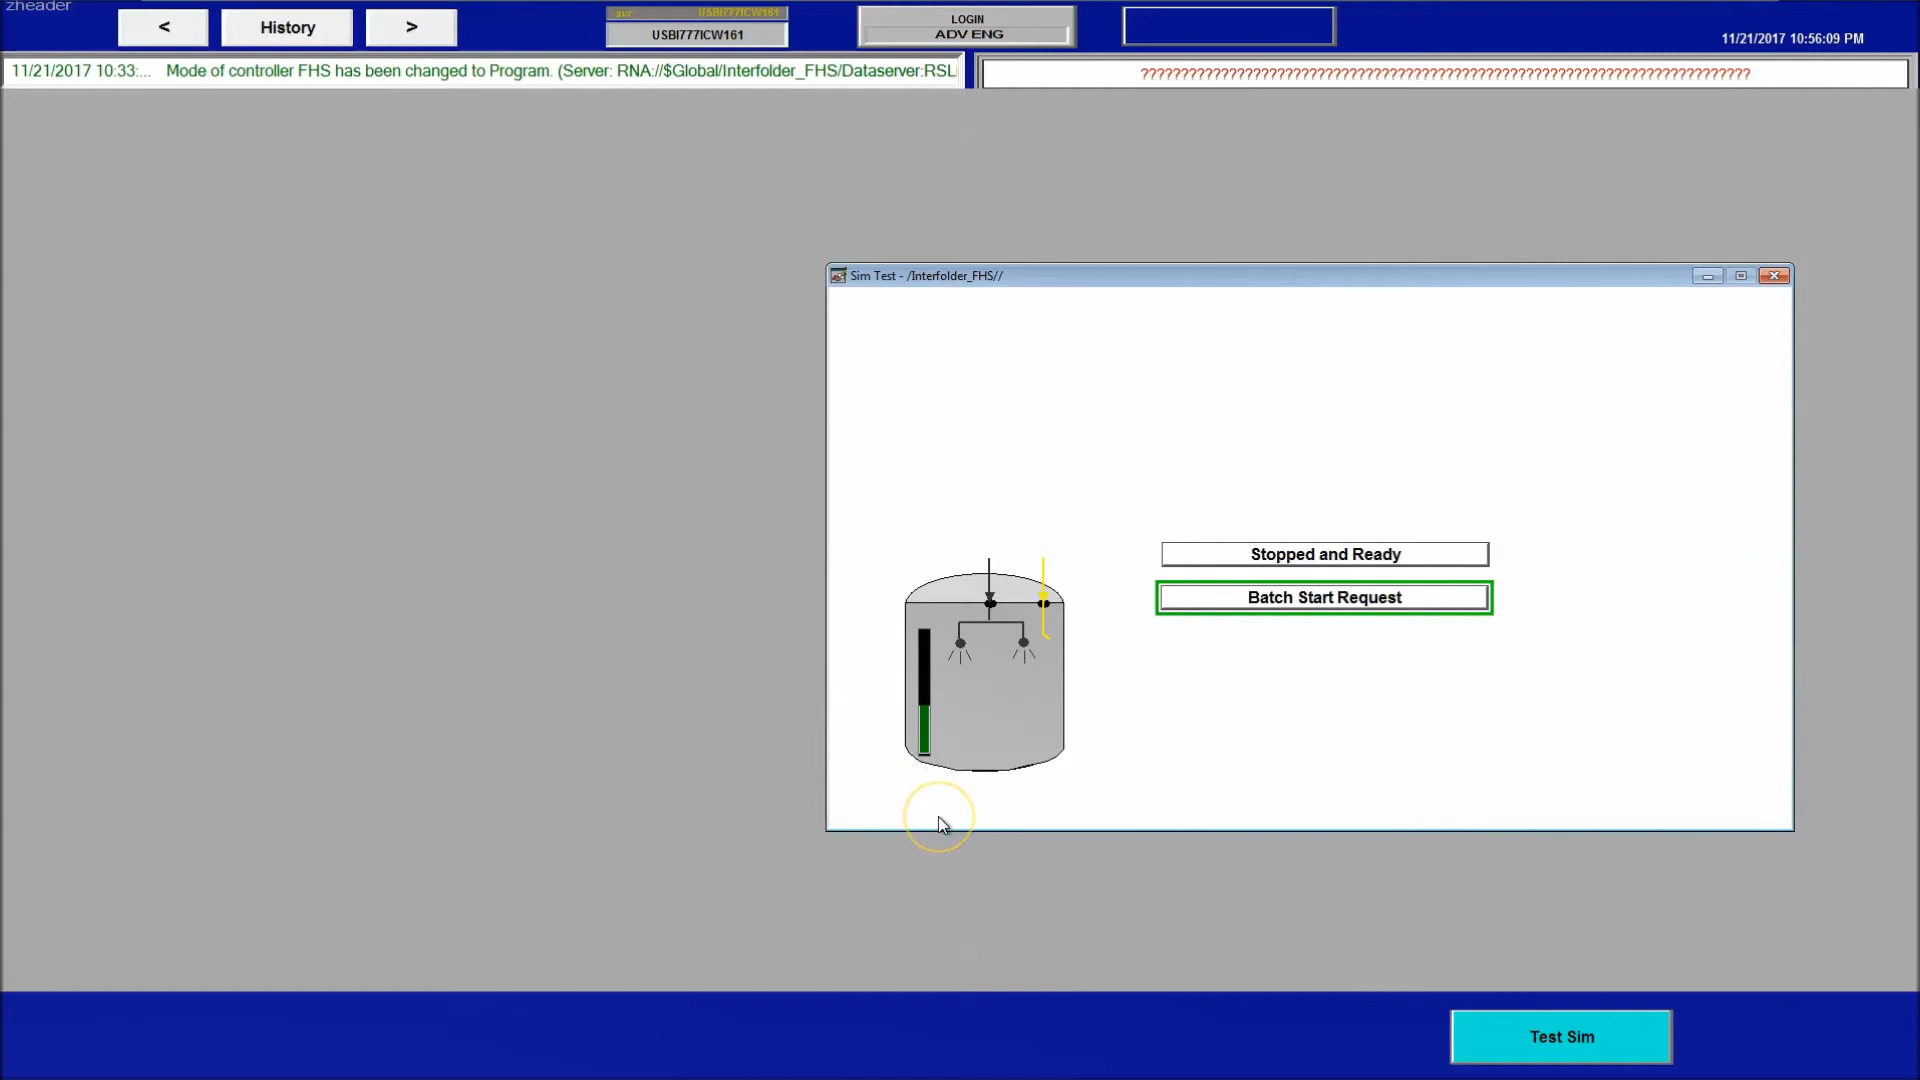 zheader
<
History
>
svr USBI777ICW161
USBI777ICW161
LOGIN
ADV ENG
11/21/2017 10:56:09 PM
11/21/2017 10:33:... Mode of controller FHS has been changed to Program. (Server: RNA://$Global/Interfolder_FHS/Dataserver:RSL
????????????????????????????????????????????????????????????????????????????
Sim Test - /Interfolder_FHS//
Stopped and Ready
Batch Start Request
Test Sim